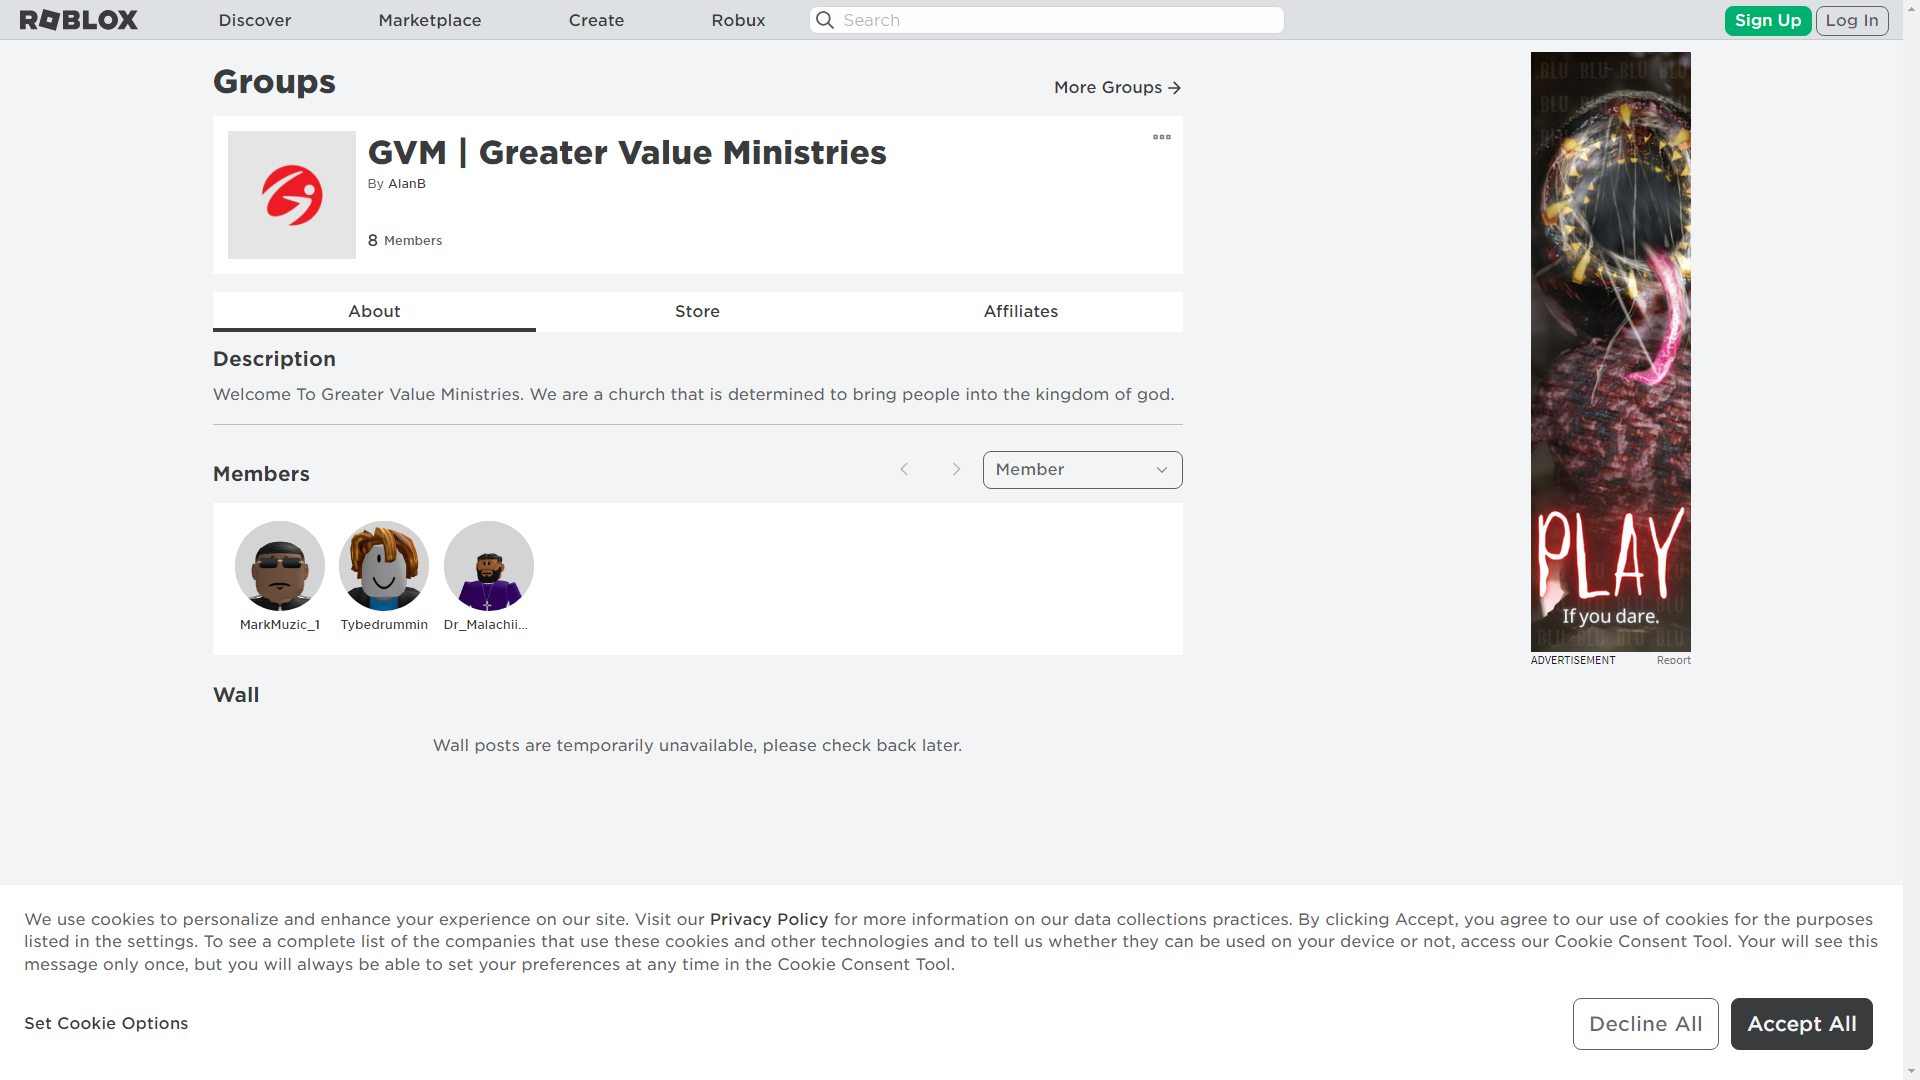 ROBLOX
Discover
Marketplace
Create
Robux
Search
Sign Up
Log In
Groups
More Groups
GVM | Greater Value Ministries
By AlanB
8 Members
About
Store
Affiliates
Description
Welcome To Greater Value Ministries. We are a church that is determined to bring people into the kingdom of god.
Members
Member
MarkMuzic_1
Tybedrummin
Dr_Malachii...
Wall
Wall posts are temporarily unavailable, please check back later.
BLU BLU BLU BLU
PLAY
If you dare.
BLU BLU BLU BLU
ADVERTISEMENT
Report
We use cookies to personalize and enhance your experience on our site. Visit our Privacy Policy for more information on our data collections practices. By clicking Accept, you agree to our use of cookies for the purposes
listed in the settings. To see a complete list of the companies that use these cookies and other technologies and to tell us whether they can be used on your device or not, access our Cookie Consent Tool. Your will see this
message only once, but you will always be able to set your preferences at any time in the Cookie Consent Tool.
Set Cookie Options
Decline All
Accept All